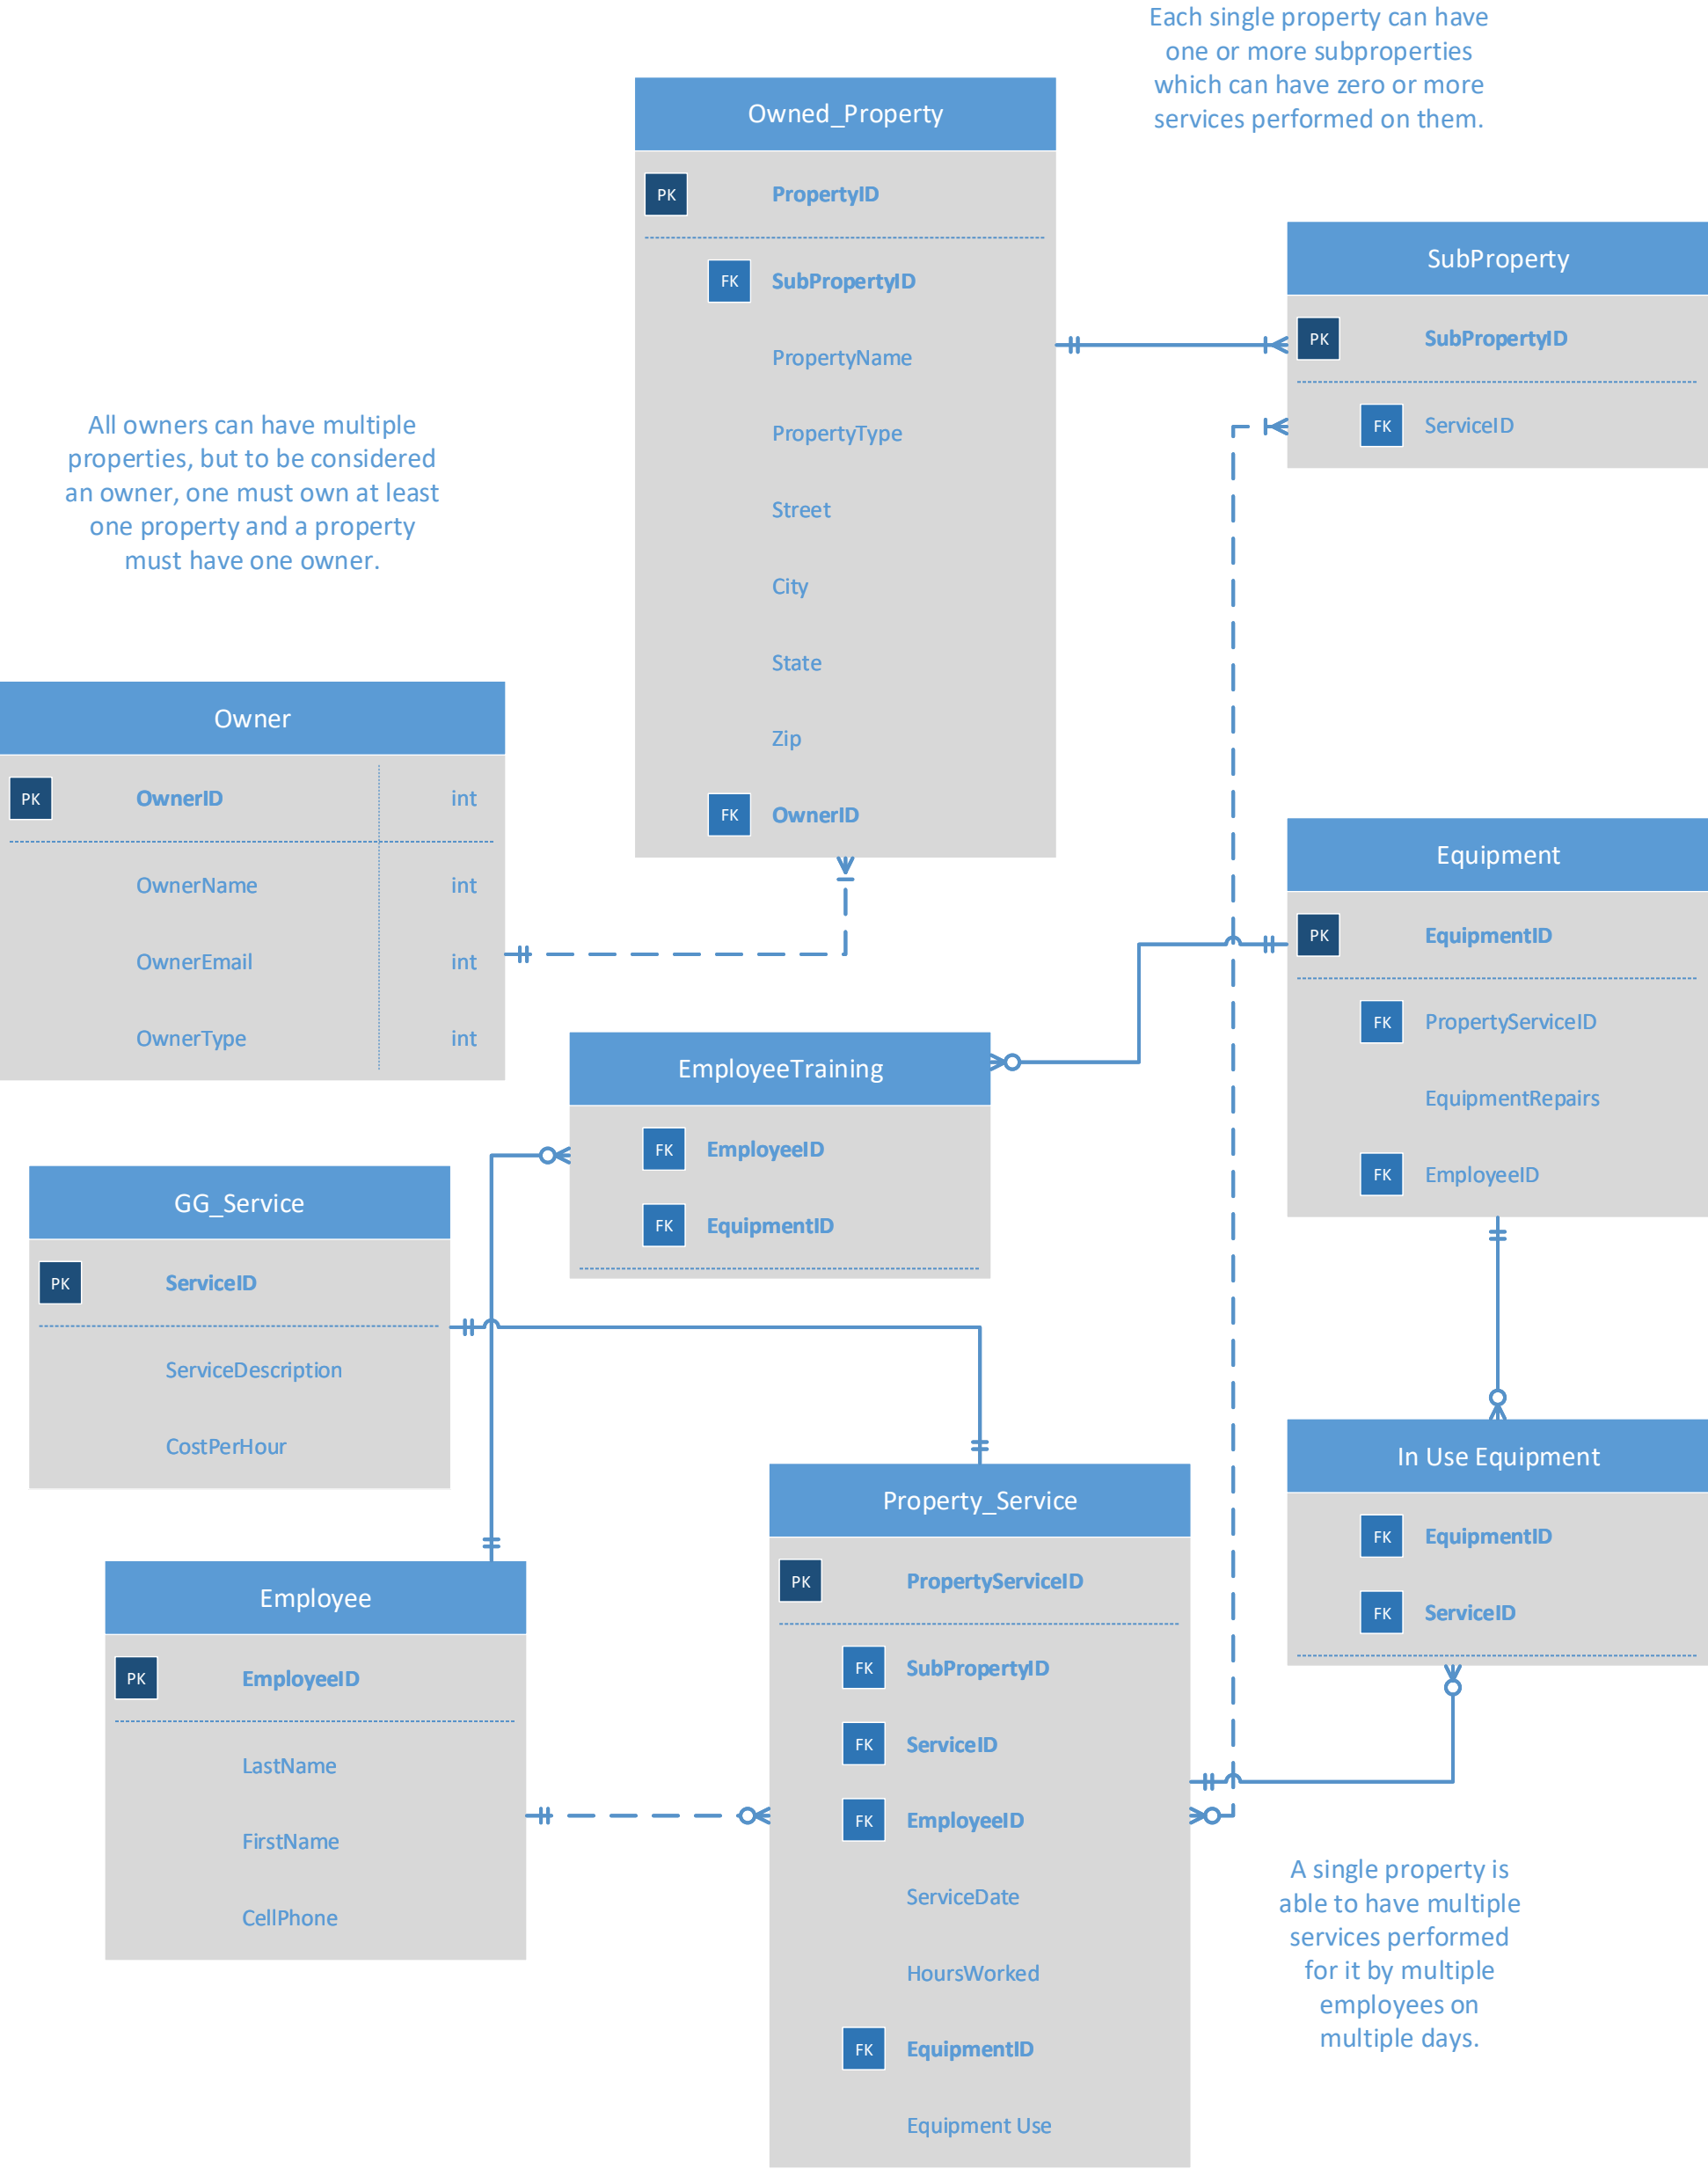 Each single property can have
one or more subproperties
which can have zero or more
services performed on them.
Owned_Property
PK PropertyID
FK SubPropertyID
PropertyName
PropertyType
Street
City
State
Zip
FK OwnerID
SubProperty
PK SubPropertyID
FK ServiceID
All owners can have multiple
properties, but to be considered
an owner, one must own at least
one property and a property
must have one owner.
Owner
PK OwnerID int
OwnerName int
OwnerEmail int
OwnerType int
Equipment
PK EquipmentID
FK PropertyServiceID
EquipmentRepairs
FK EmployeeID
EmployeeTraining
FK EmployeeID
FK EquipmentID
GG_Service
PK ServiceID
ServiceDescription
CostPerHour
In Use Equipment
FK EquipmentID
FK ServiceID
Property_Service
PK PropertyServiceID
FK SubPropertyID
FK ServiceID
FK EmployeeID
ServiceDate
HoursWorked
FK EquipmentID
Equipment Use
Employee
PK EmployeeID
LastName
FirstName
CellPhone
A single property is
able to have multiple
services performed
for it by multiple
employees on
multiple days.